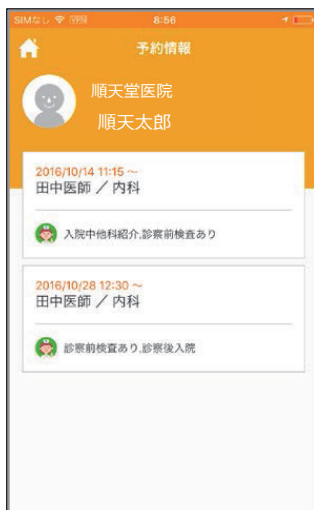 SIMなし VPN 8:56
予約情報
順天堂医院
順天太郎
2016/10/14 11:15 ～
田中医師 ／ 内科
入院中他科紹介,診察前検査あり
2016/10/28 12:30 ～
田中医師 ／ 内科
診察前検査あり,診察後入院